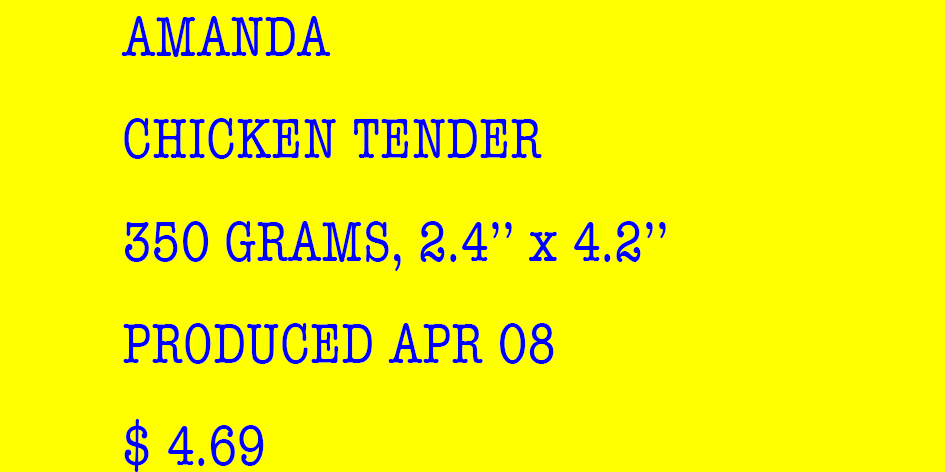 AMANDA
CHICKEN TENDER
350 GRAMS, 2.4’’ x 4.2’’
PRODUCED APR 08
$ 4.69